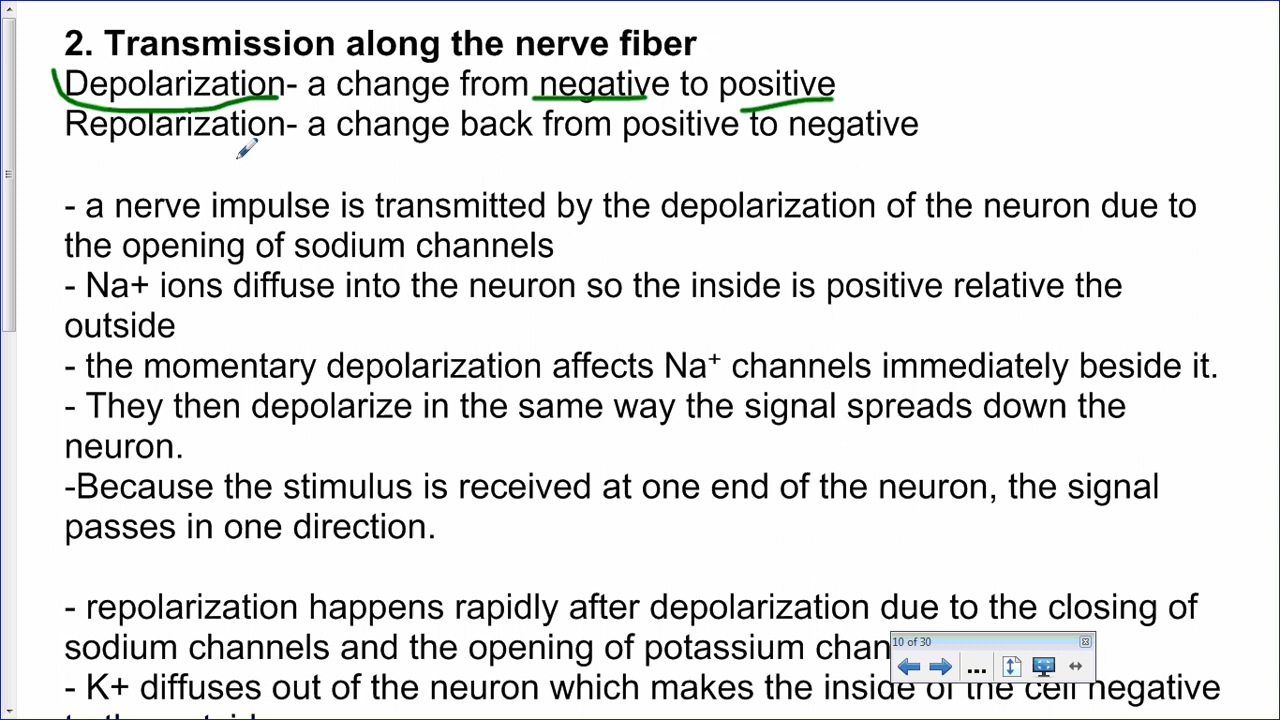 2. Transmission along the nerve fiber
Depolarization- a change from negative to positive
Repolarization- a change back from positive to negative
- a nerve impulse is transmitted by the depolarization of the neuron due to
the opening of sodium channels
- Na+ ions diffuse into the neuron so the inside is positive relative the
outside
- the momentary depolarization affects Na⁺ channels immediately beside it.
- They then depolarize in the same way the signal spreads down the
neuron.
-Because the stimulus is received at one end of the neuron, the signal
passes in one direction.
- repolarization happens rapidly after depolarization due to the closing of
sodium channels and the opening of potassium chan
10 of 30
...
- K+ diffuses out of the neuron which makes the inside of the cell negative